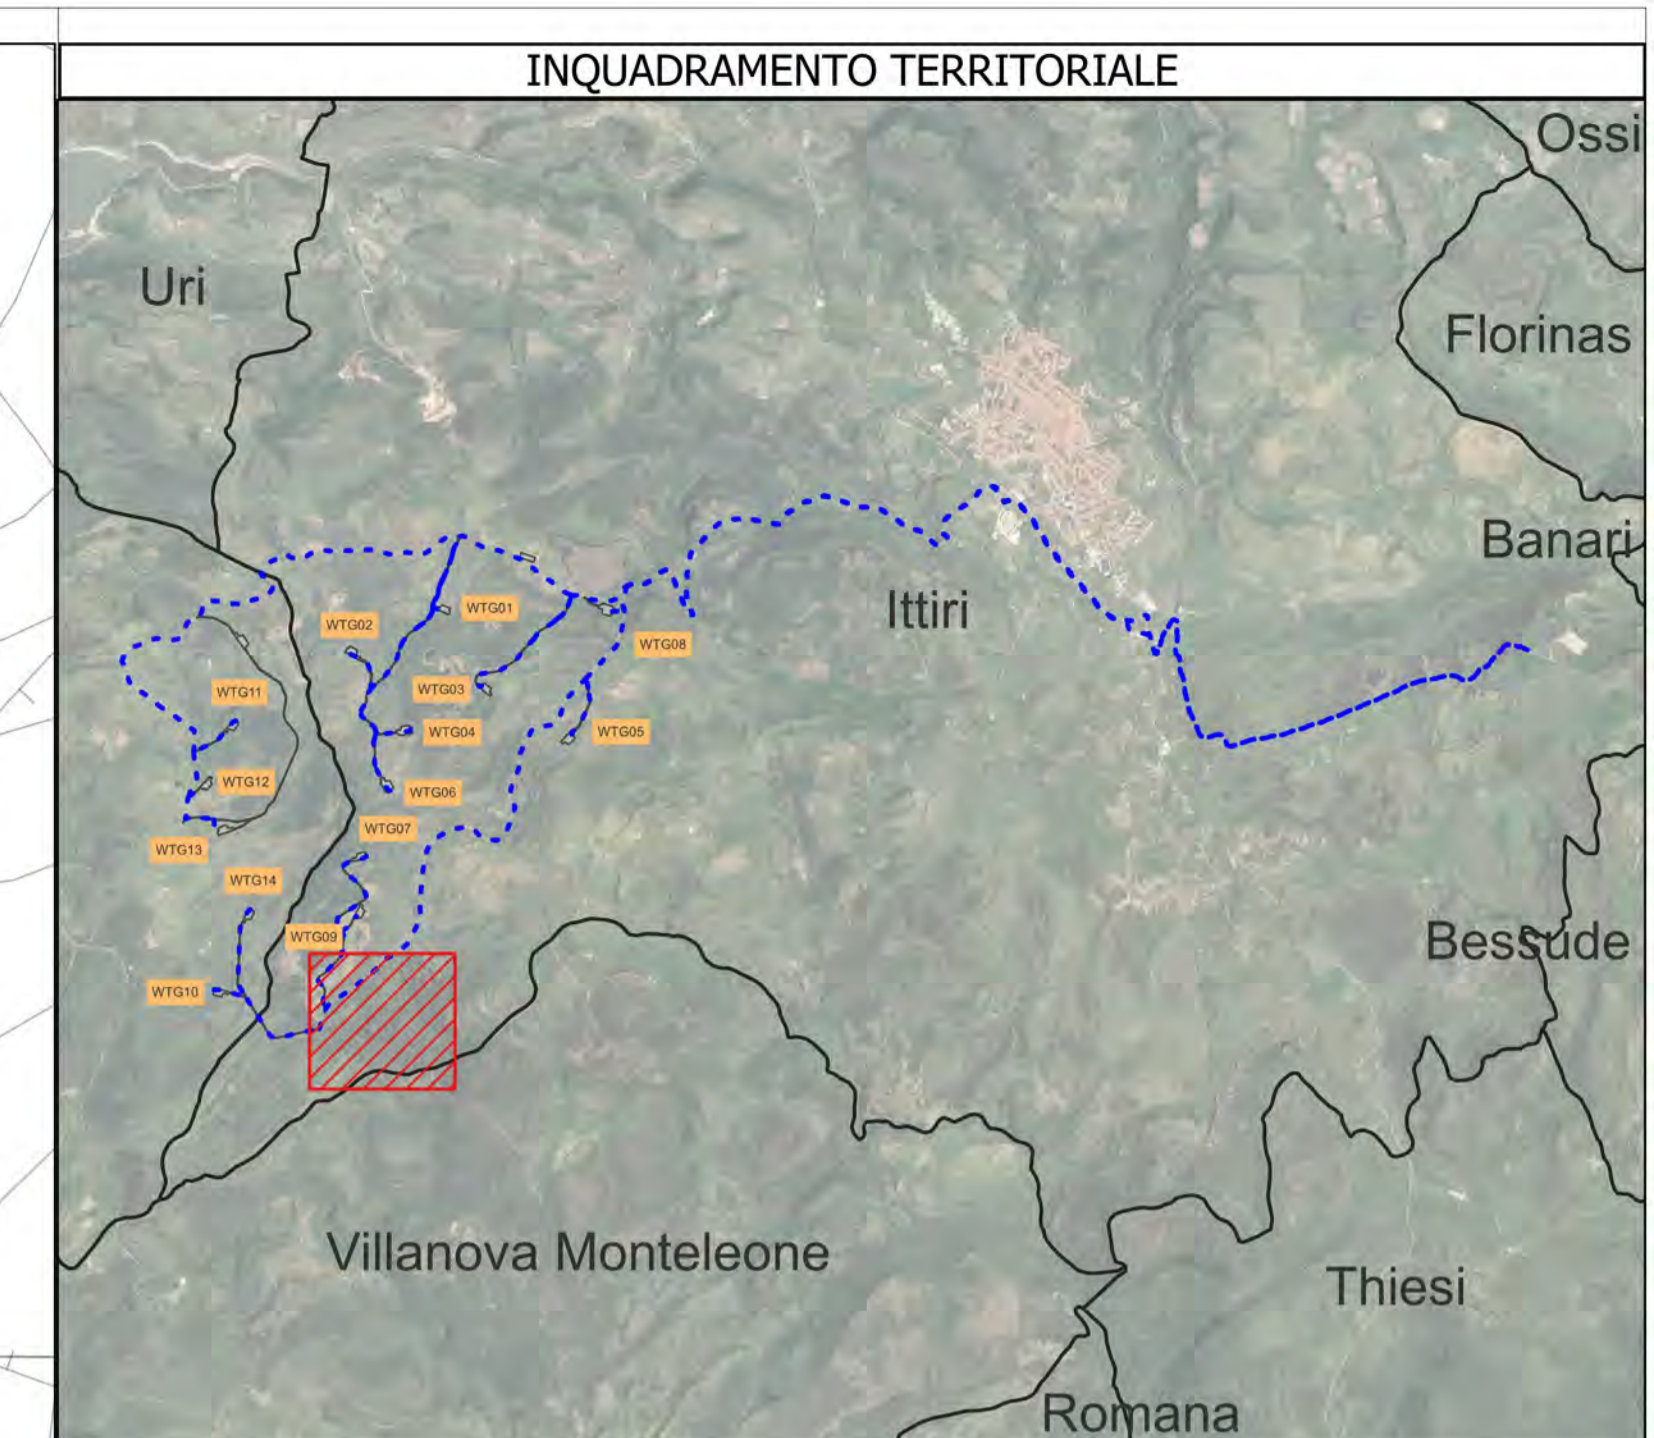 INQUADRAMENTO TERRITORIALE
Ossi
Uri
Florinas
Banari
WTG01
Ittiri
WTG02
WTG08
WTG03
WTG11
WTG04
WTG05
WTG12
WTG06
WTG07
WTG13
WTG14
WTG09
Bessude
WTG10
Villanova Monteleone
Thiesi
Romana